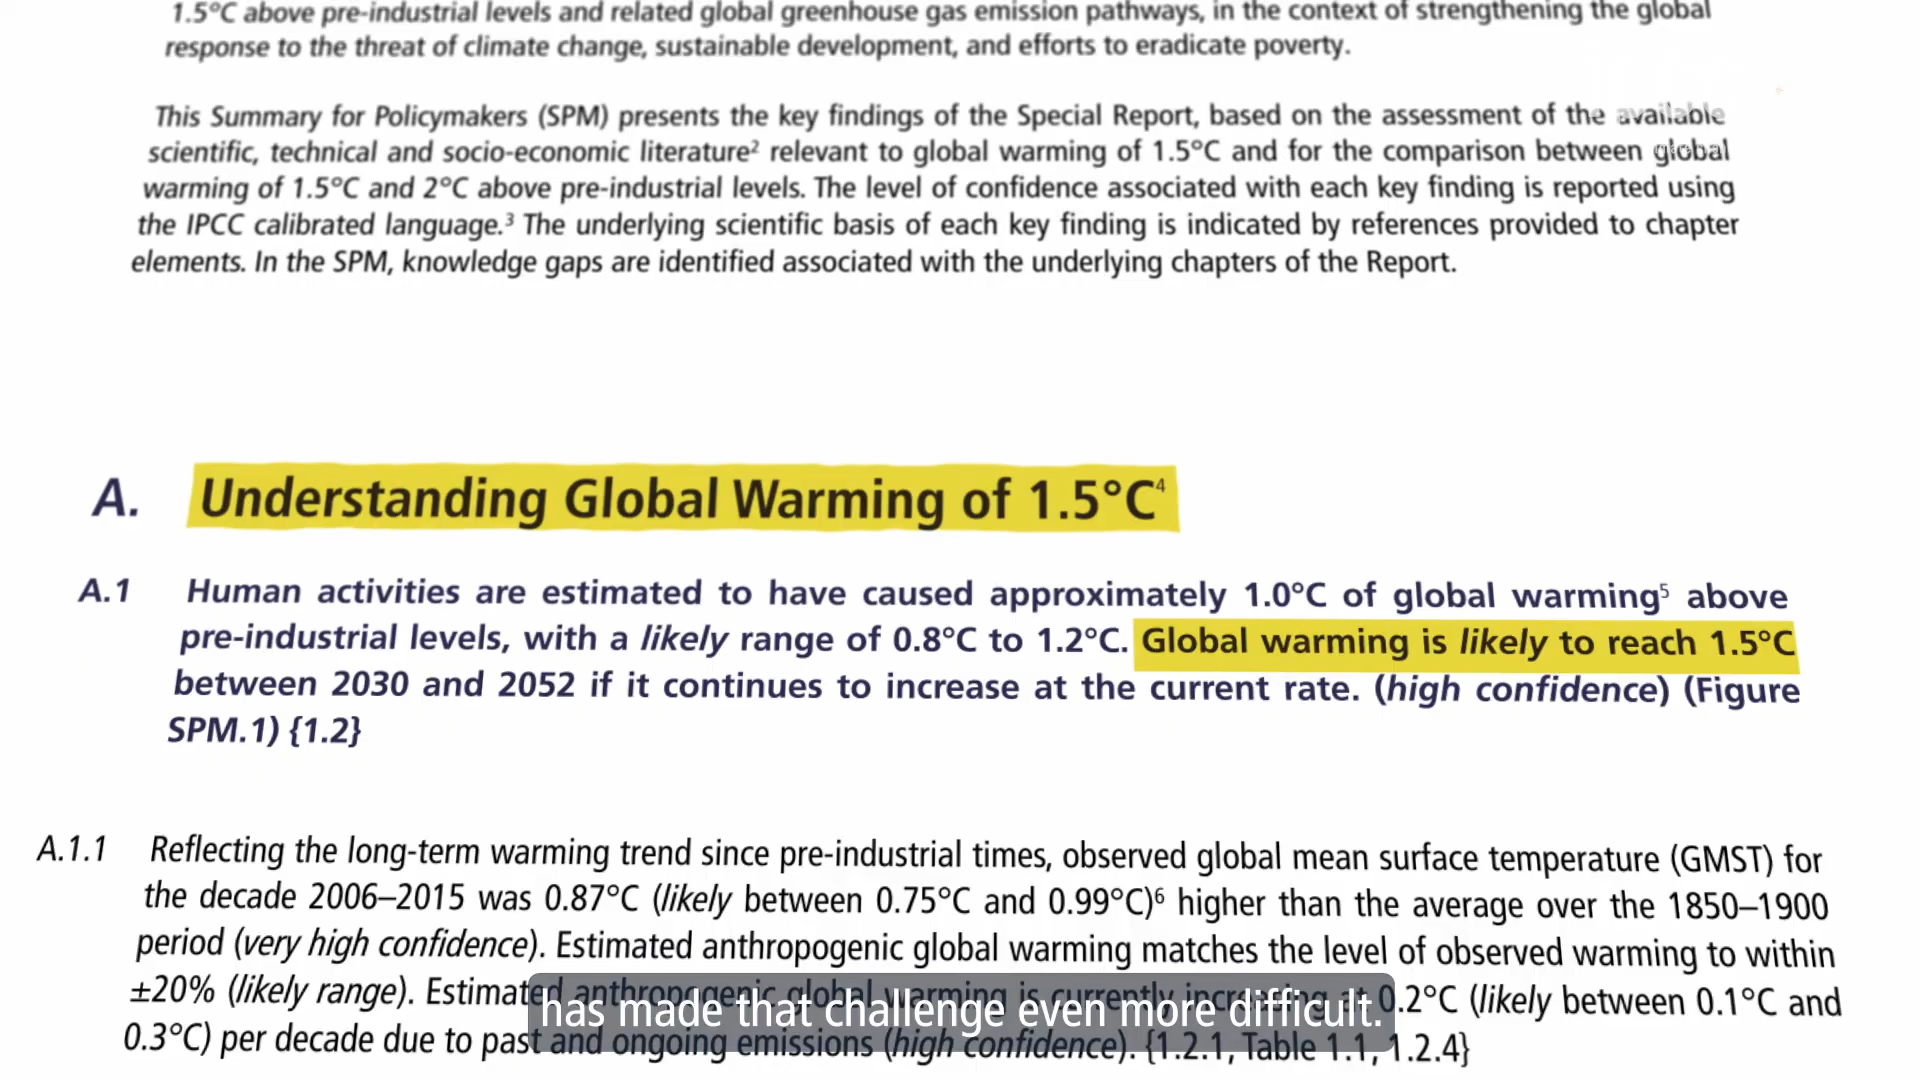 1.5°C above pre-industrial levels and related global greenhouse gas emission pathways, in the context of strengthening the global
response to the threat of climate change, sustainable development, and efforts to eradicate poverty.
This Summary for Policymakers (SPM) presents the key findings of the Special Report, based on the assessment of the available
scientific, technical and socio-economic literature² relevant to global warming of 1.5°C and for the comparison between global
warming of 1.5°C and 2°C above pre-industrial levels. The level of confidence associated with each key finding is reported using
the IPCC calibrated language.³ The underlying scientific basis of each key finding is indicated by references provided to chapter
elements. In the SPM, knowledge gaps are identified associated with the underlying chapters of the Report.
A. Understanding Global Warming of 1.5°C⁴
A.1 Human activities are estimated to have caused approximately 1.0°C of global warming⁵ above
pre-industrial levels, with a likely range of 0.8°C to 1.2°C. Global warming is likely to reach 1.5°C
between 2030 and 2052 if it continues to increase at the current rate. (high confidence) (Figure
SPM.1) {1.2}
A.1.1 Reflecting the long-term warming trend since pre-industrial times, observed global mean surface temperature (GMST) for
the decade 2006–2015 was 0.87°C (likely between 0.75°C and 0.99°C)⁶ higher than the average over the 1850–1900
period (very high confidence). Estimated anthropogenic global warming matches the level of observed warming to within
±20% (likely range). Estimated anthropogenic global warming is currently increasing at 0.2°C (likely between 0.1°C and
has made that challenge even more difficult.
0.3°C) per decade due to past and ongoing emissions (high confidence). {1.2.1, Table 1.1, 1.2.4}